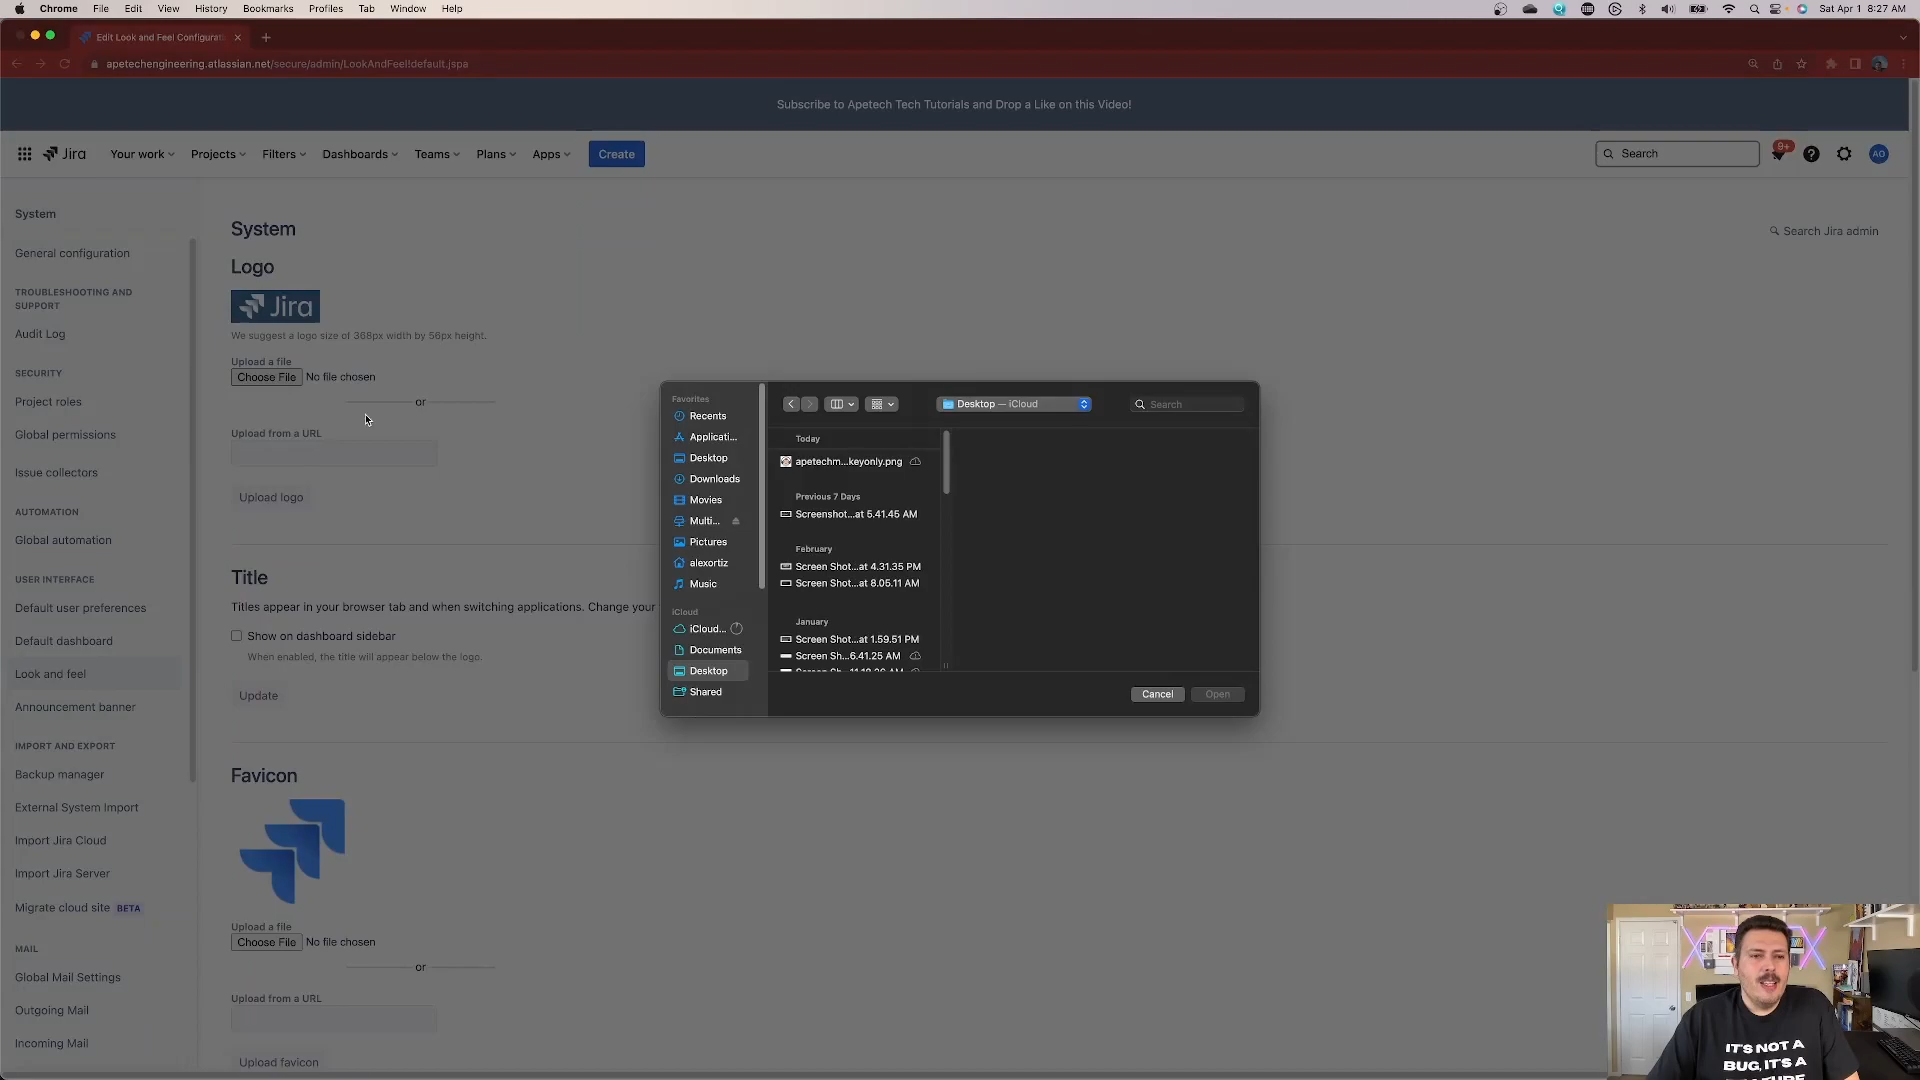 Chrome File Edit View History Bookmarks Profiles Tab Window Help
Sat Apr 1 8:27 AM
Edit Look and Feel Configurat
apetechengineering.atlassian.net/secure/admin/LookAndFeel!default.jspa
Subscribe to Apetech Tech Tutorials and Drop a Like on this Video!
Jira Your work Projects Filters Dashboards Teams Plans Apps Create
Search
9+
AO
System
General configuration
TROUBLESHOOTING AND
SUPPORT
Audit Log
SECURITY
Project roles
Global permissions
Issue collectors
AUTOMATION
Global automation
USER INTERFACE
Default user preferences
Default dashboard
Look and feel
Announcement banner
IMPORT AND EXPORT
Backup manager
External System Import
Import Jira Cloud
Import Jira Server
Migrate cloud site BETA
MAIL
Global Mail Settings
Outgoing Mail
Incoming Mail
System
Search Jira admin
Logo
Jira
We suggest a logo size of 368px width by 56px height.
Upload a file
Choose File No file chosen
or
Upload from a URL
Upload logo
Title
Titles appear in your browser tab and when switching applications. Change your
Show on dashboard sidebar
When enabled, the title will appear below the logo.
Update
Favicon
Upload a file
Choose File No file chosen
or
Upload from a URL
Upload favicon
Favorites
Recents
Applicati...
Desktop
Downloads
Movies
Multi...
Pictures
alexortiz
Music
iCloud
iCloud...
Documents
Desktop
Shared
Desktop — iCloud
Search
Today
apetechm...keyonly.png
Previous 7 Days
Screenshot...at 5.41.45 AM
February
Screen Shot...at 4.31.35 PM
Screen Shot...at 8.05.11 AM
January
Screen Shot...at 1.59.51 PM
Screen Sh...6.41.25 AM
Cancel Open
IT'S NOT A
BUG, IT'S A